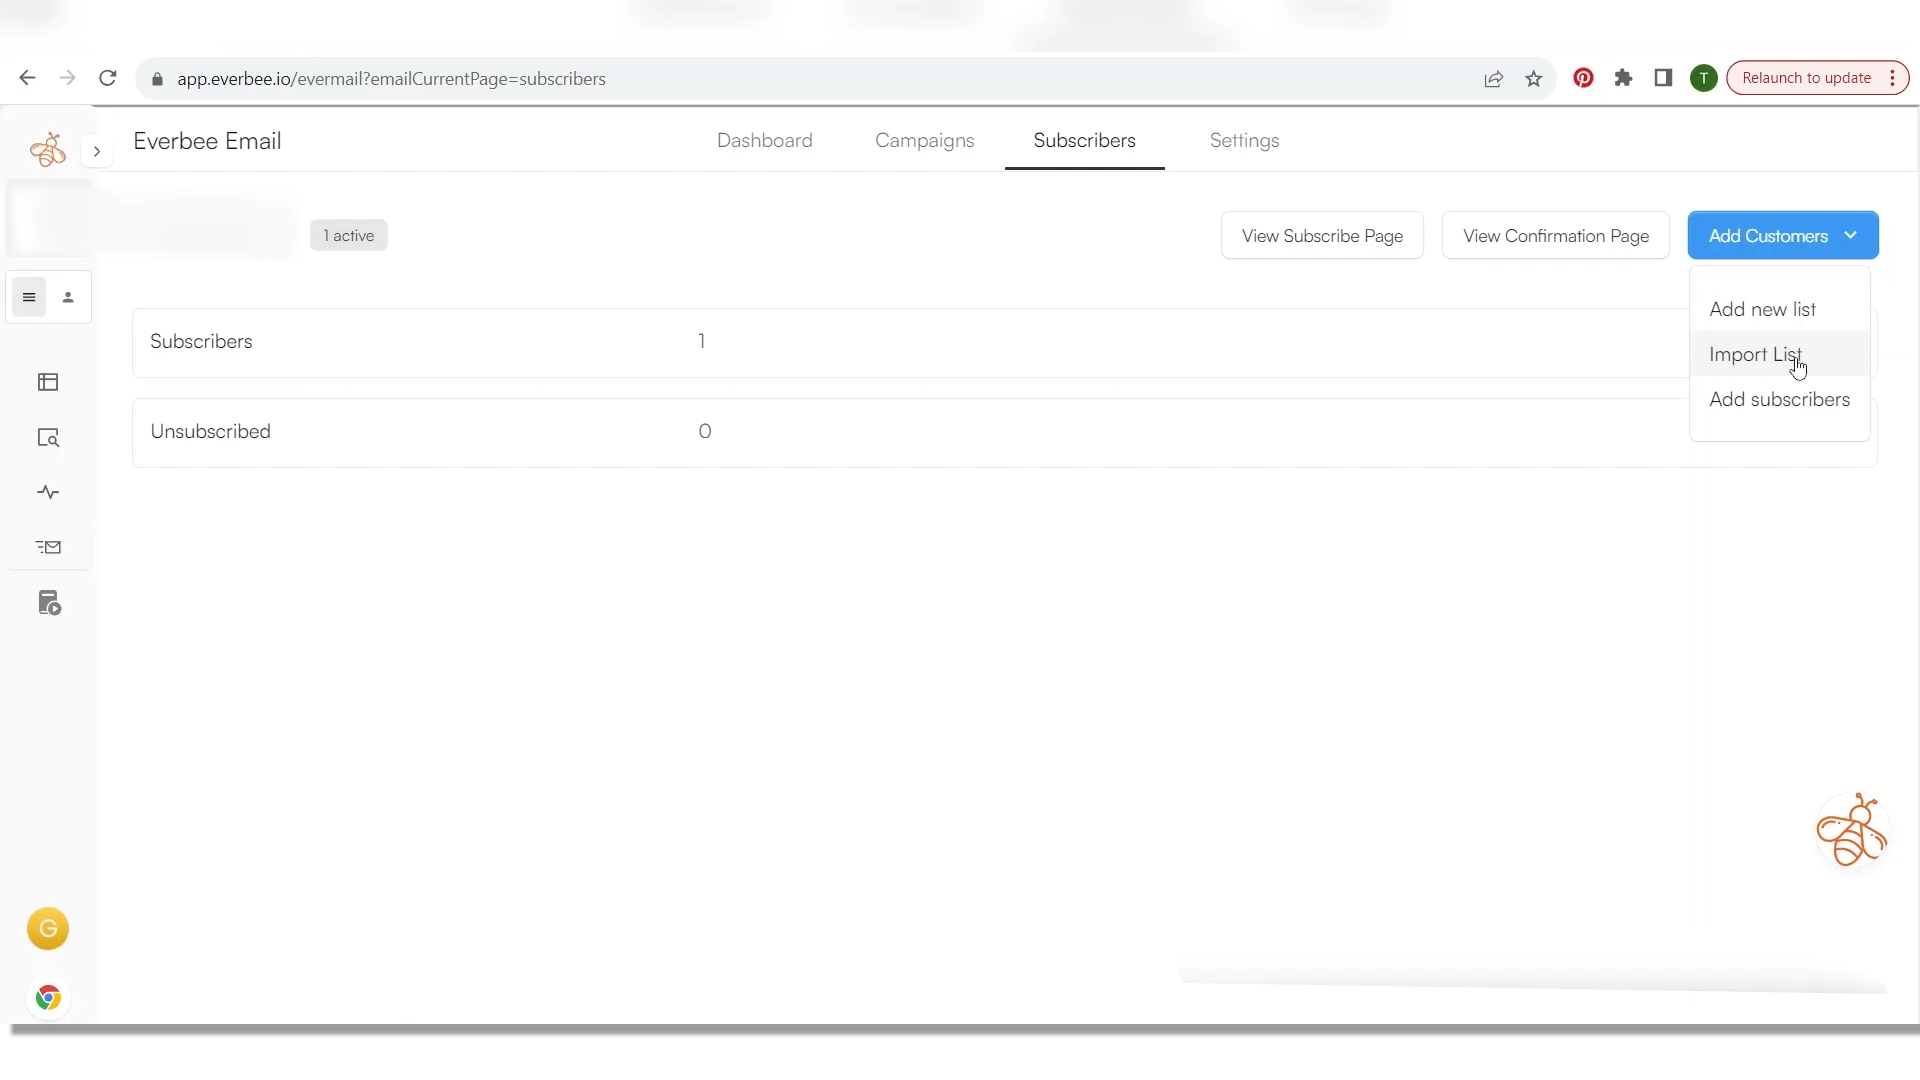 app.everbee.io/evermail?emailCurrentPage=subscribers
T
Relaunch to update
Everbee Email
Dashboard
Campaigns
Subscribers
Settings
1 active
View Subscribe Page
View Confirmation Page
Add Customers
Add new list
Import List
Add subscribers
Subscribers
1
Unsubscribed
0
G